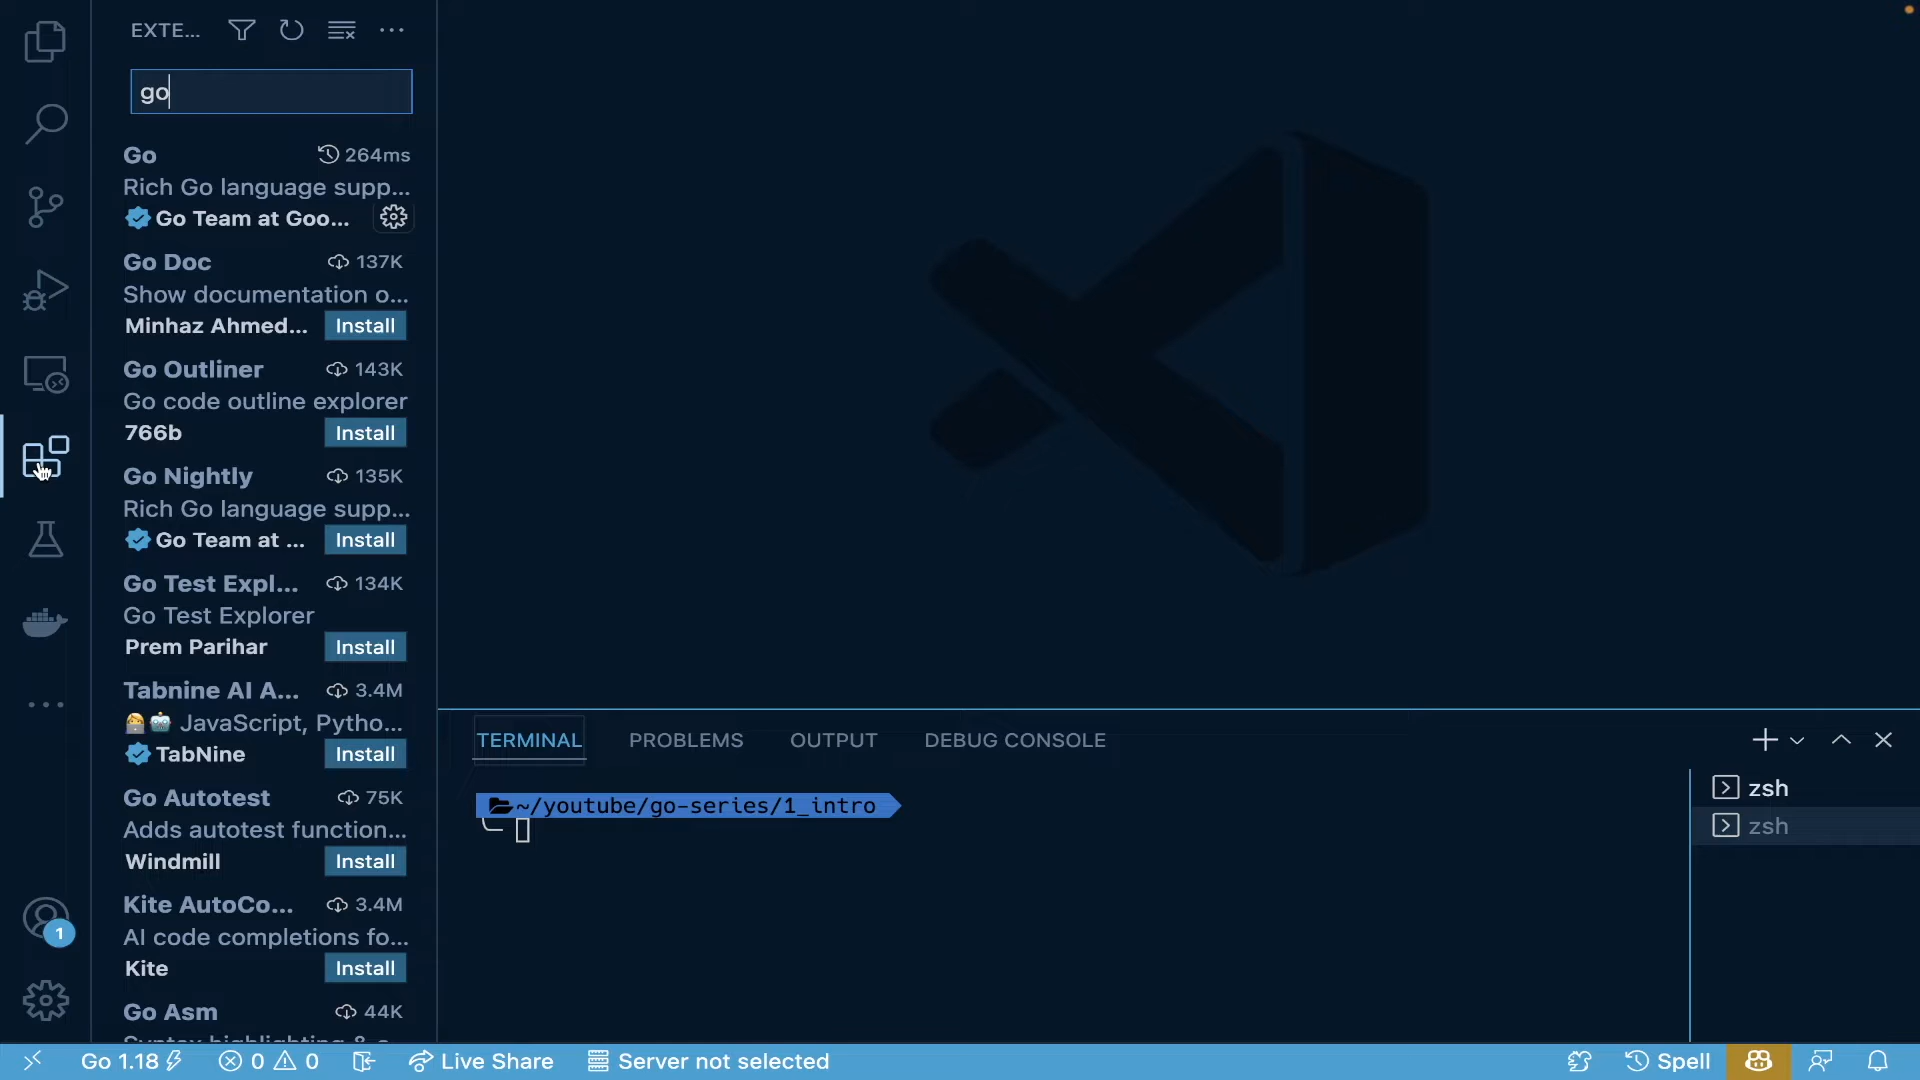 EXTE...
go
Go 264ms
Rich Go language supp...
Go Team at Goo...
Go Doc 137K
Show documentation o...
Minhaz Ahmed... Install
Go Outliner 143K
Go code outline explorer
766b Install
Go Nightly 135K
Rich Go language supp...
Go Team at ... Install
Go Test Expl... 134K
Go Test Explorer
Prem Parihar Install
Tabnine AI A... 3.4M
JavaScript, Pytho...
TabNine Install
Go Autotest 75K
Adds autotest function...
Windmill Install
Kite AutoCo... 3.4M
AI code completions fo...
Kite Install
Go Asm 44K
1
TERMINAL PROBLEMS OUTPUT DEBUG CONSOLE
~/youtube/go-series/1_intro
zsh
zsh
Go 1.18 0 0 Live Share Server not selected Spell